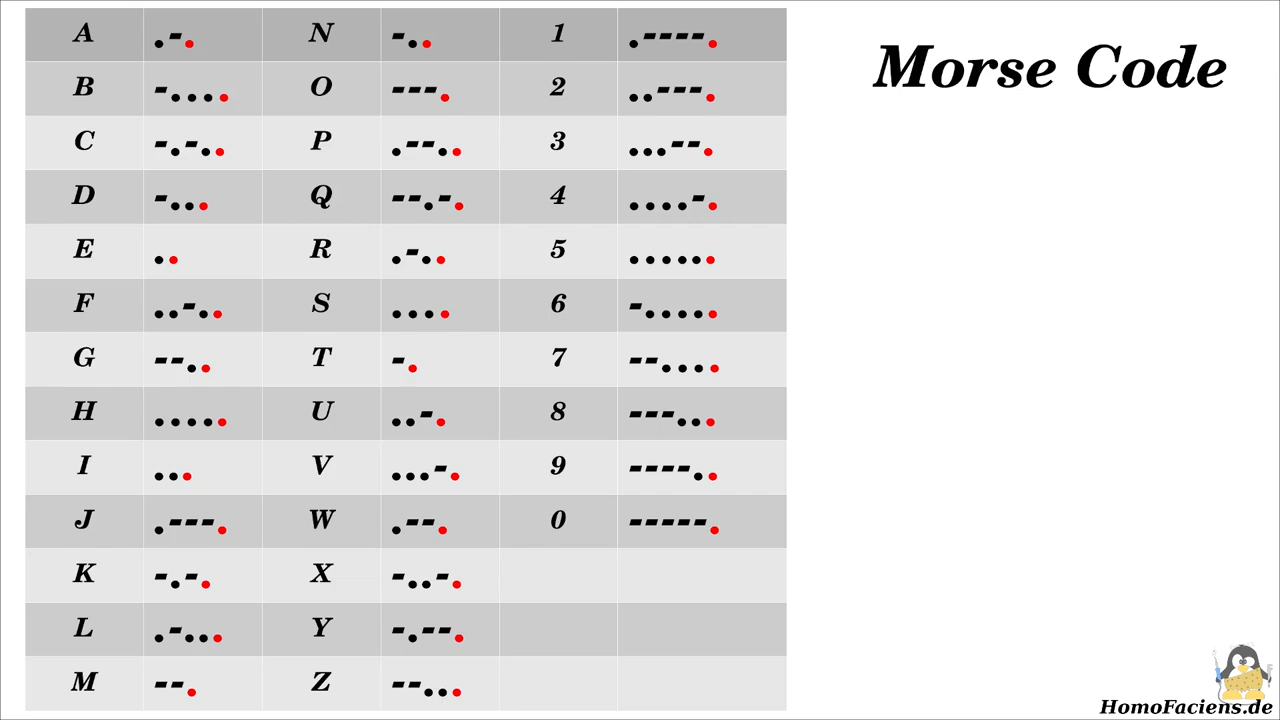 Morse Code
A .-. N -.. 1 .----.
B -.... O ---. 2 ..---.
C -.-.. P .--.. 3 ...--.
D -... Q --.-. 4 ....-.
E .. R .-.. 5 ......
F ..-.. S .... 6 -.....
G --.. T -. 7 --....
H ..... U ..-. 8 ---...
I ... V ...-. 9 ----..
J .---. W .--. 0 -----.
K -.-. X -..-.
L .-... Y -.--.
M --. Z --...
HomoFaciens.de